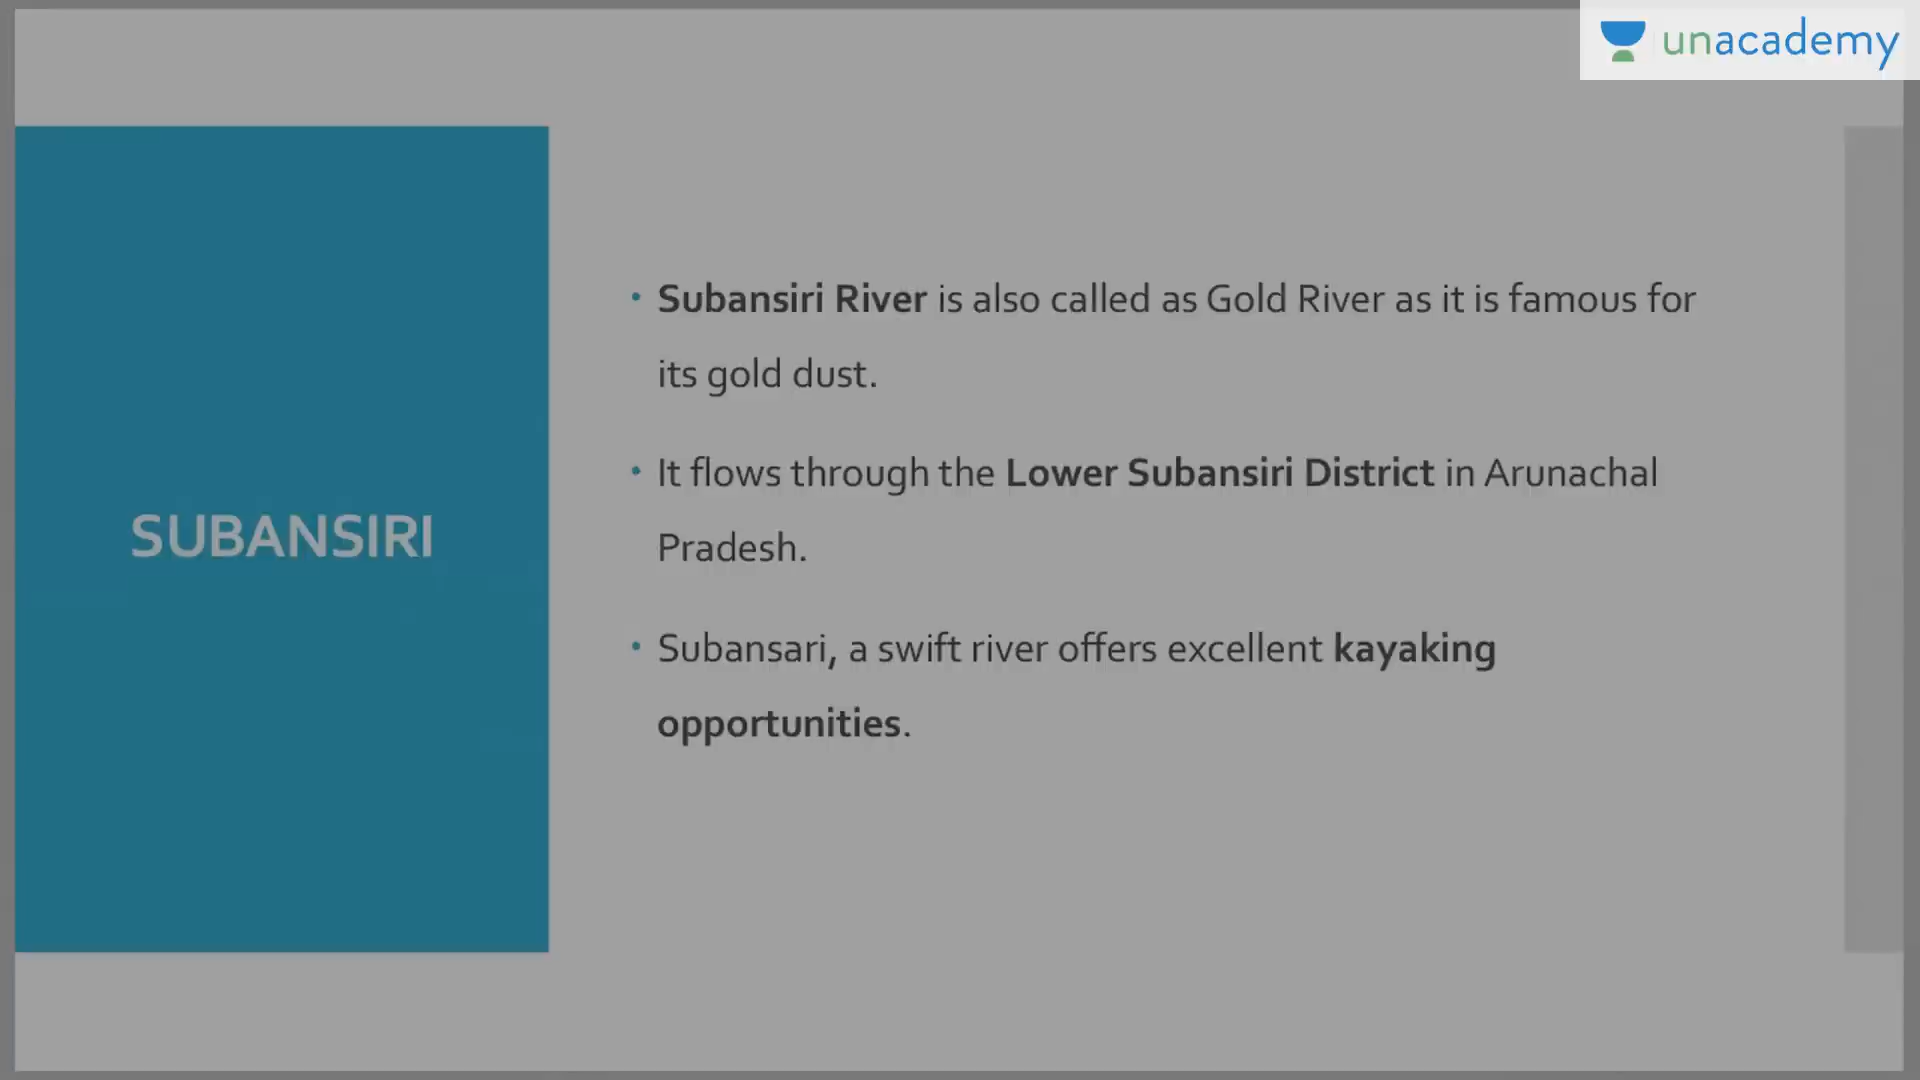 unacademy
SUBANSIRI
• Subansiri River is also called as Gold River as it is famous for
its gold dust.
• It flows through the Lower Subansiri District in Arunachal
Pradesh.
• Subansari, a swift river offers excellent kayaking
opportunities.